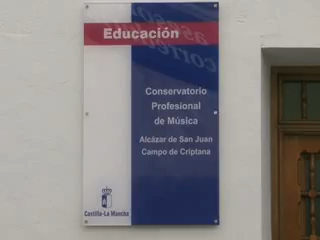 Educación
Conservatorio
Profesional
de Música
Alcázar de San Juan
Campo de Criptana
Castilla-La Mancha